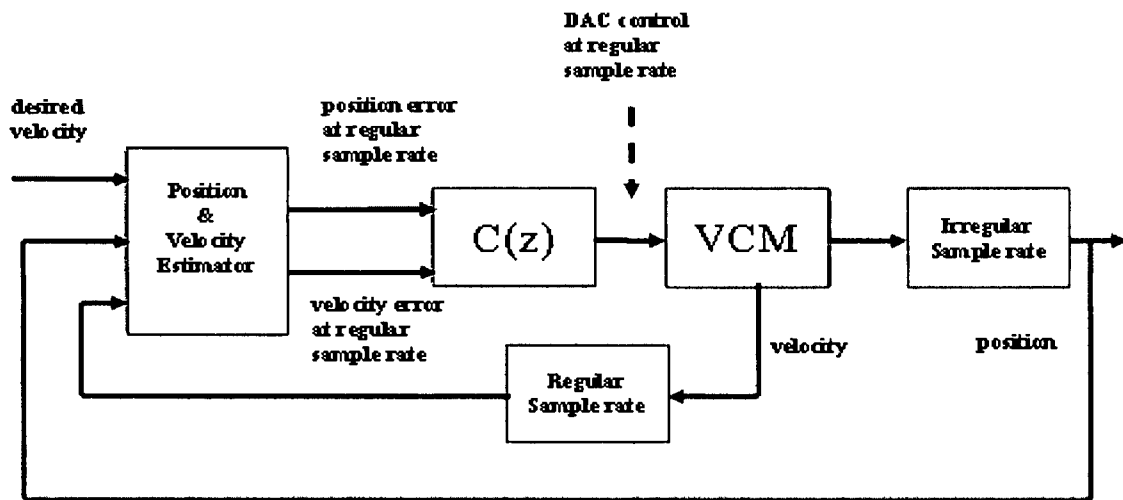 DAC control
at regular
sample rate
desired
velocity
position error
at regular
sample rate
Position
&
Velocity
Estimator
C(z)
VCM
Irregular
Sample rate
velocity error
at regular
sample rate
velocity
position
Regular
Sample rate